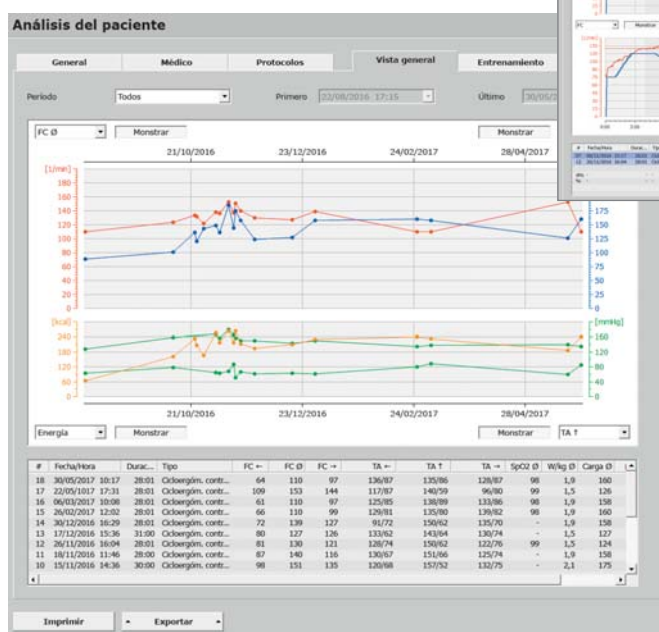 Análisis del paciente
General Médico Protocolos Vista general Entrenamiento
Período Todos Primero 22/08/2016 17:15 Último 30/05/2
FC Ø Monstrar Monstrar
21/10/2016 23/12/2016 24/02/2017 28/04/2017
[1/min]
180
160
140
120
100
80
60
40
20
0
175
150
125
100
75
50
25
0
[kcal] [mmHg]
240 160
180 120
120 80
60 40
0 0
21/10/2016 23/12/2016 24/02/2017 28/04/2017
Energía Monstrar Monstrar TA ↑
# Fecha/Hora Durac... Tipo FC ← FC Ø FC → TA ← TA ↑ TA → SpO2 Ø W/kg Ø Carga Ø
18 30/05/2017 10:17 28:01 Cicloergóm. contr... 64 110 97 136/87 135/86 128/87 98 1,9 160
17 22/05/1017 17:31 28:01 Cicloergóm. contr... 109 153 144 117/87 140/59 96/80 99 1,5 126
16 06/03/2017 10:08 28:01 Cicloergóm. contr... 61 110 97 125/85 138/89 133/86 98 1,9 158
15 26/02/2017 12:02 28:01 Cicloergóm. contr... 66 110 99 129/81 135/80 139/82 98 1,9 160
14 30/12/2016 16:29 28:01 Cicloergóm. contr... 72 139 127 91/72 150/62 135/70 - 1,9 158
13 17/12/2016 15:36 31:00 Cicloergóm. contr... 80 127 126 133/62 143/64 130/74 - 1,5 127
12 26/11/2016 16:04 28:01 Cicloergóm. contr... 81 130 121 128/74 150/62 122/76 99 1,5 124
11 18/11/2016 11:46 28:00 Cicloergóm. contr... 87 140 116 130/67 151/66 125/74 - 1,9 158
10 15/11/2016 14:36 30:00 Cicloergóm. contr... 98 151 135 120/68 157/52 132/75 - 2,1 175
Imprimir Exportar
FC Monstrar